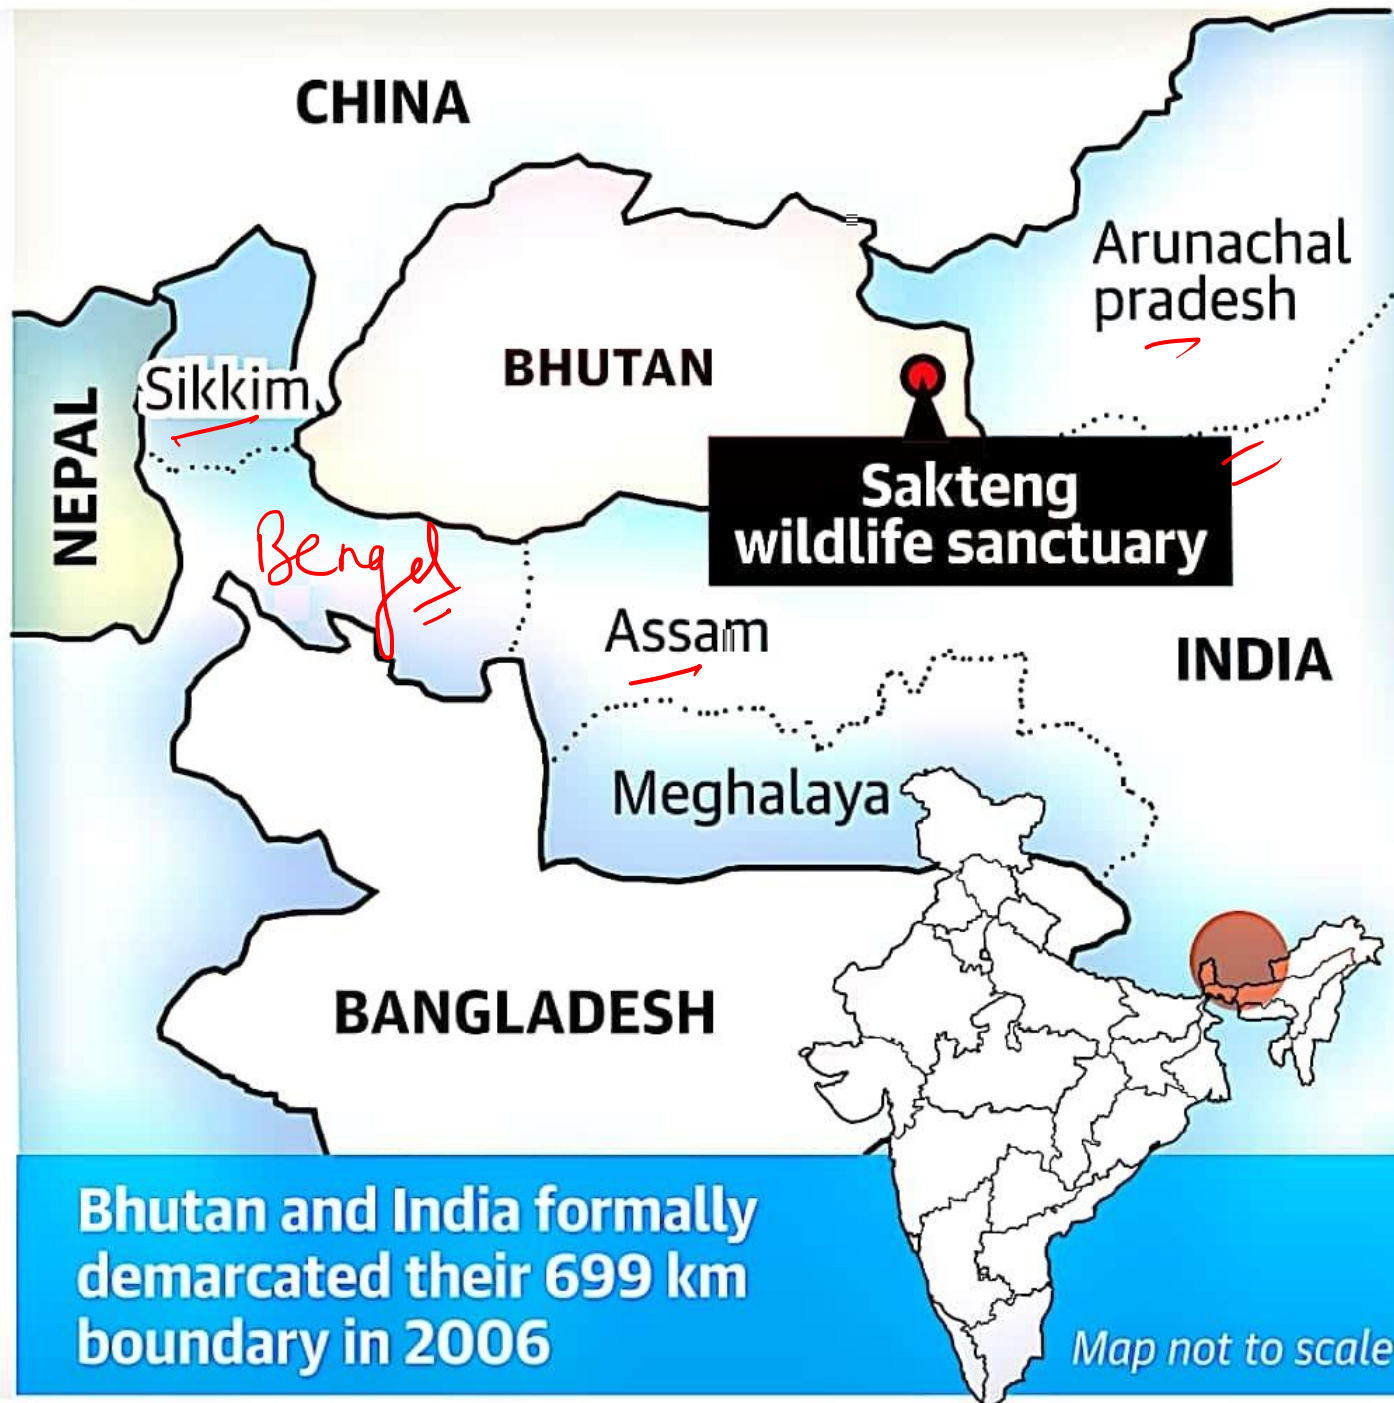 CHINA
Arunachal
pradesh
BHUTAN
Sikkim
NEPAL
Sakteng
wildlife sanctuary
Bengal
Assam
INDIA
Meghalaya
BANGLADESH
Bhutan and India formally
demarcated their 699 km
boundary in 2006
Map not to scale